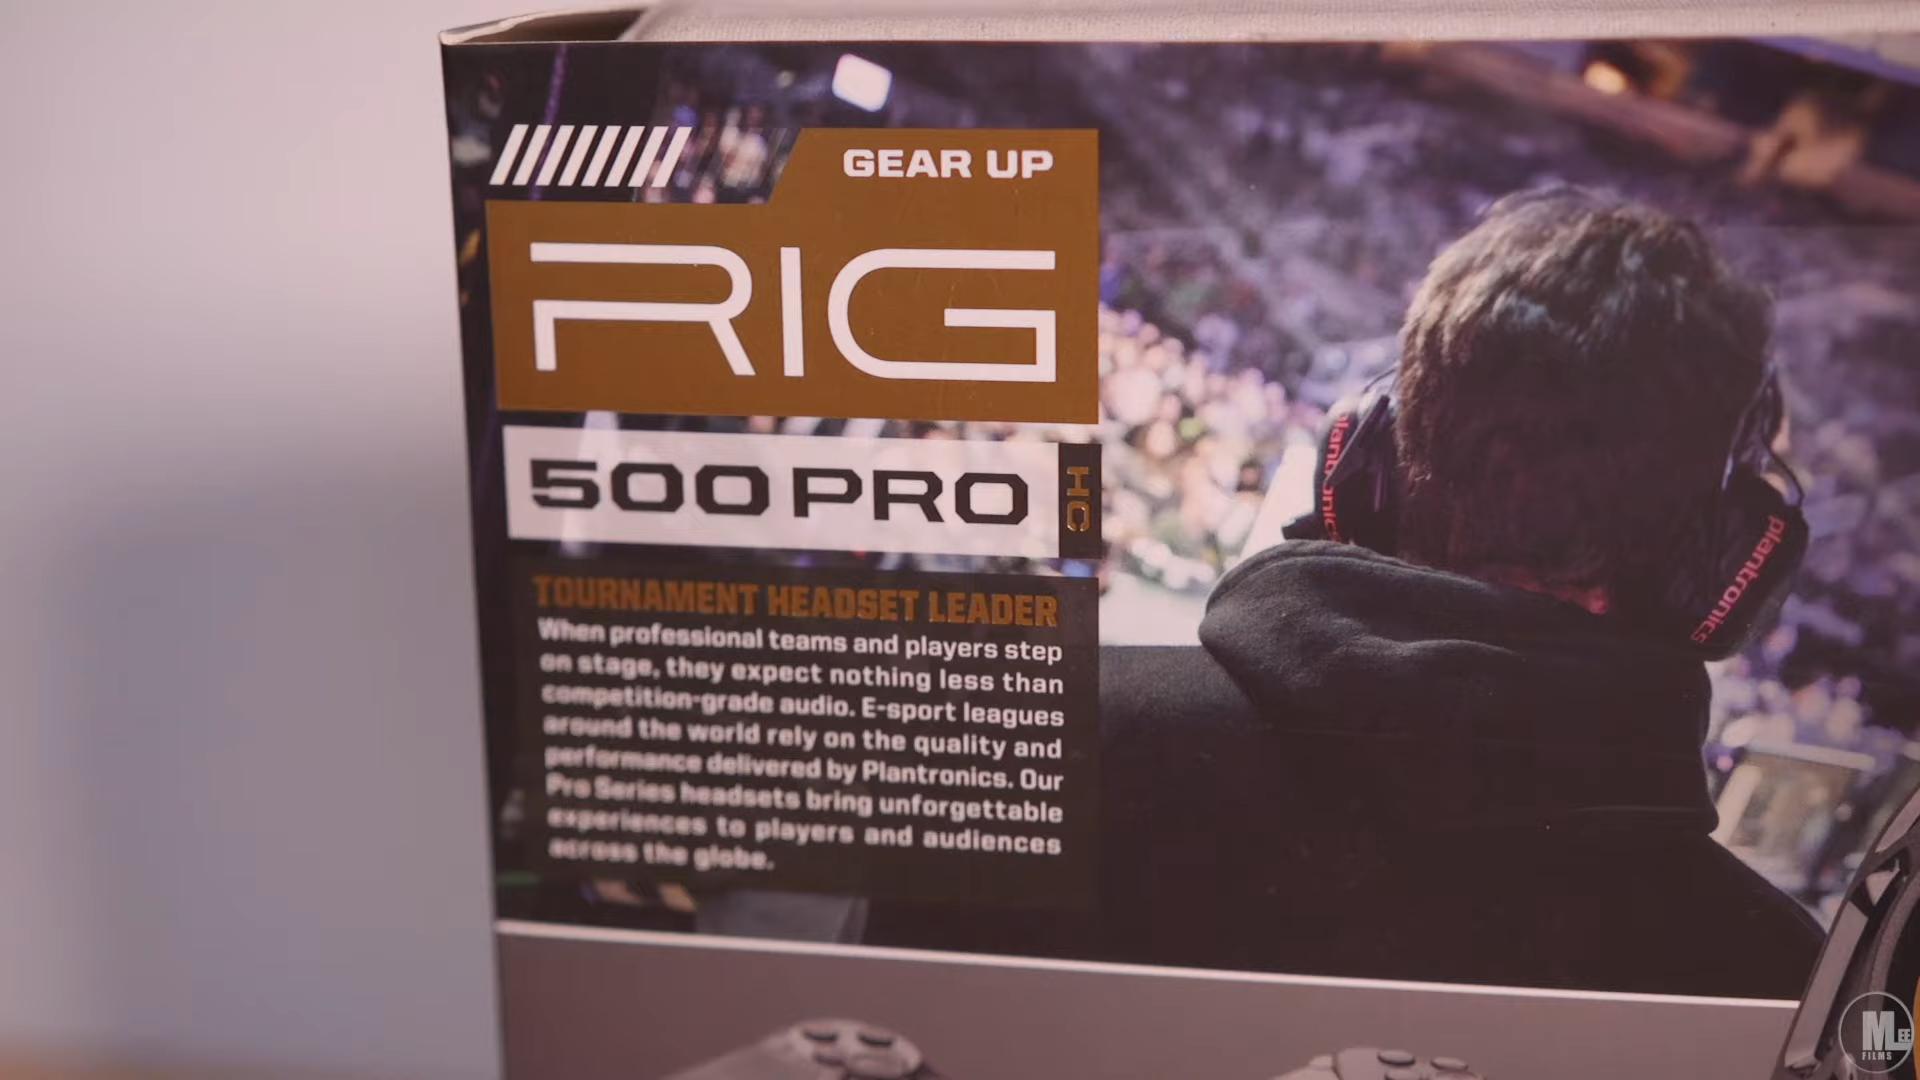 GEAR UP
RIG
500 PRO
HC
TOURNAMENT HEADSET LEADER
When professional teams and players step
on stage, they expect nothing less than
competition-grade audio. E-sport leagues
around the world rely on the quality and
performance delivered by Plantronics. Our
Pro Series headsets bring unforgettable
experiences to players and audiences
across the globe.
plantronics
plantronics
MLEE
FILMS